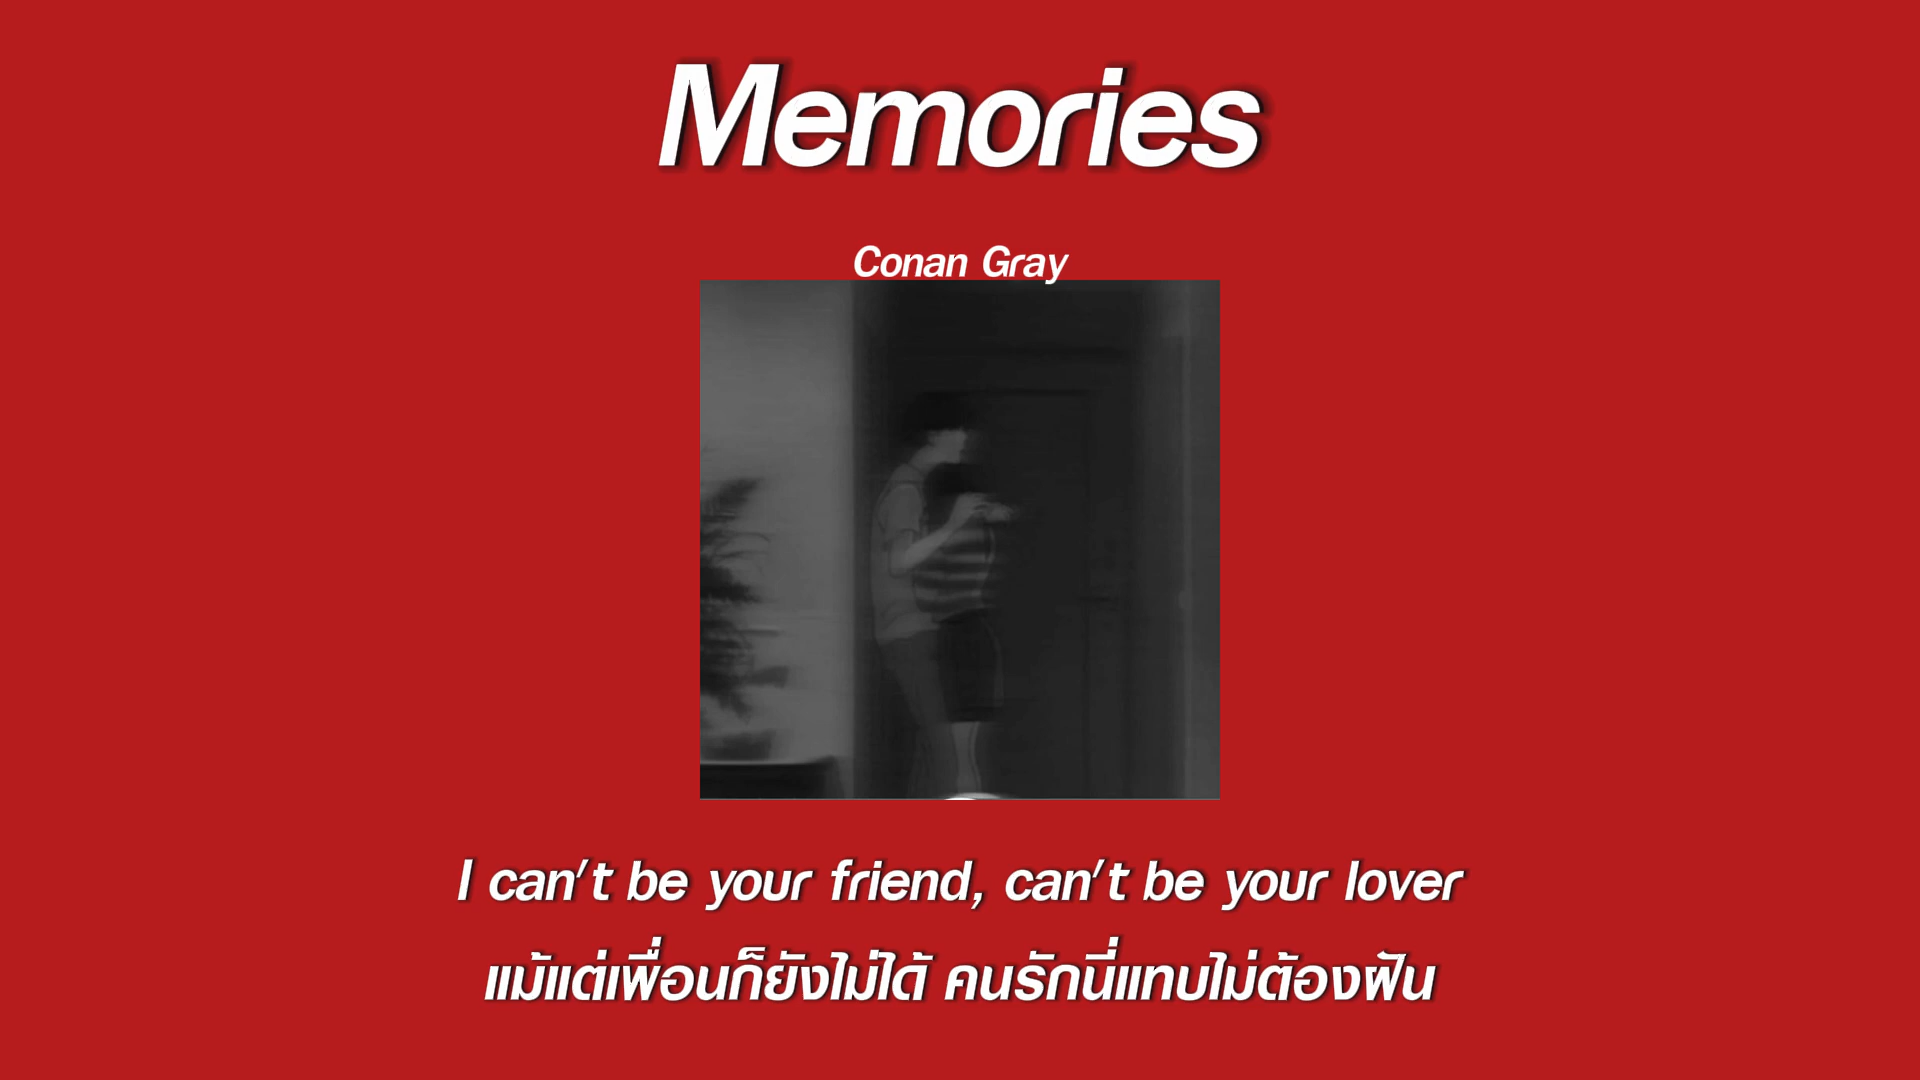 Memories
Conan Gray
I can't be your friend, can't be your lover
แม้แต่เพื่อนก็ยังไม่ได้ คนรักนี่แทบไม่ต้องฝัน